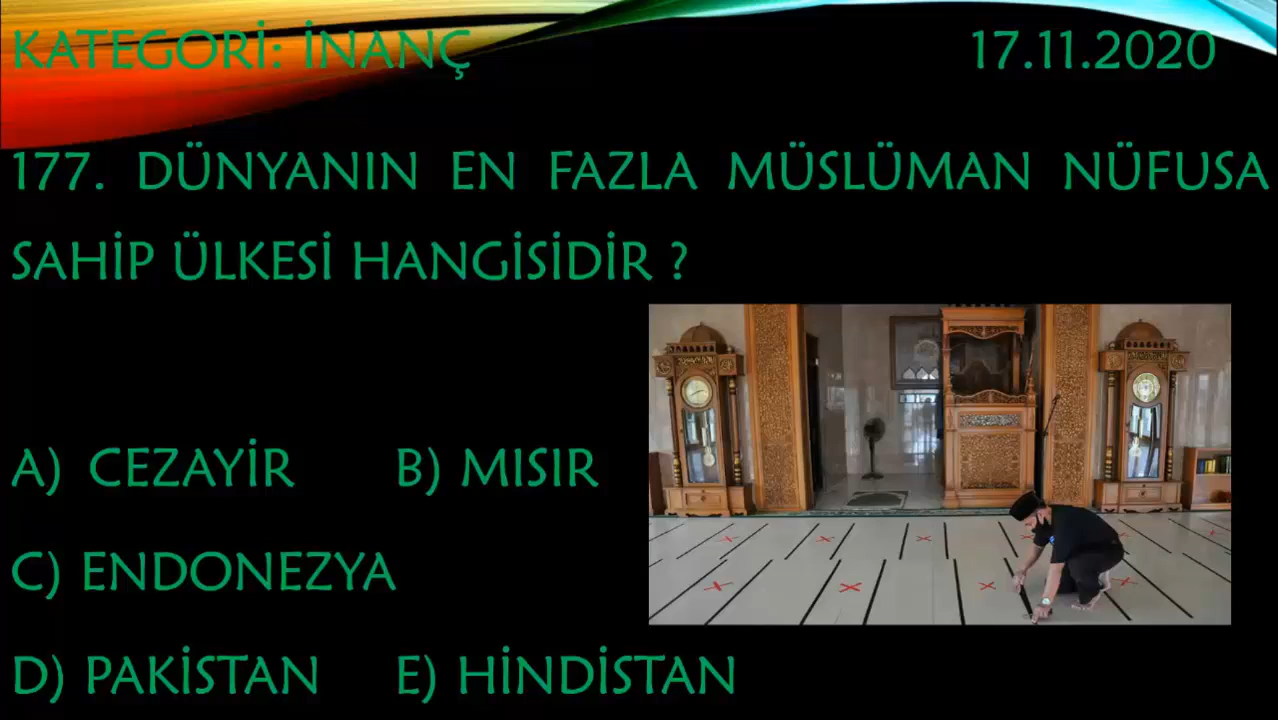 KATEGORİ: İNANÇ 17.11.2020
177. DÜNYANIN EN FAZLA MÜSLÜMAN NÜFUSA
SAHİP ÜLKESİ HANGİSİDİR ?
A) CEZAYİR B) MISIR
C) ENDONEZYA
D) PAKİSTAN E) HİNDİSTAN